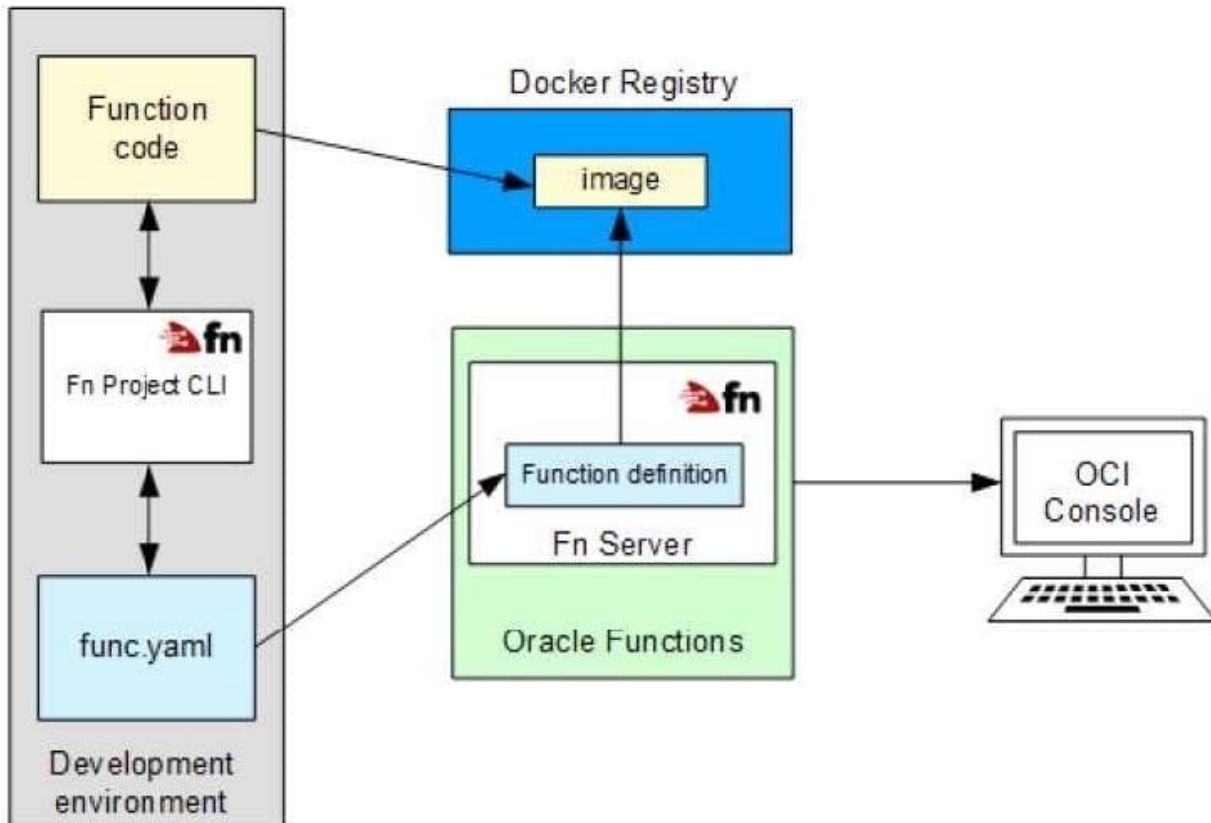 Function
code
fn
Fn Project CLI
func.yaml
Development
environment
Docker Registry
image
fn
Function definition
Fn Server
Oracle Functions
OCI
Console